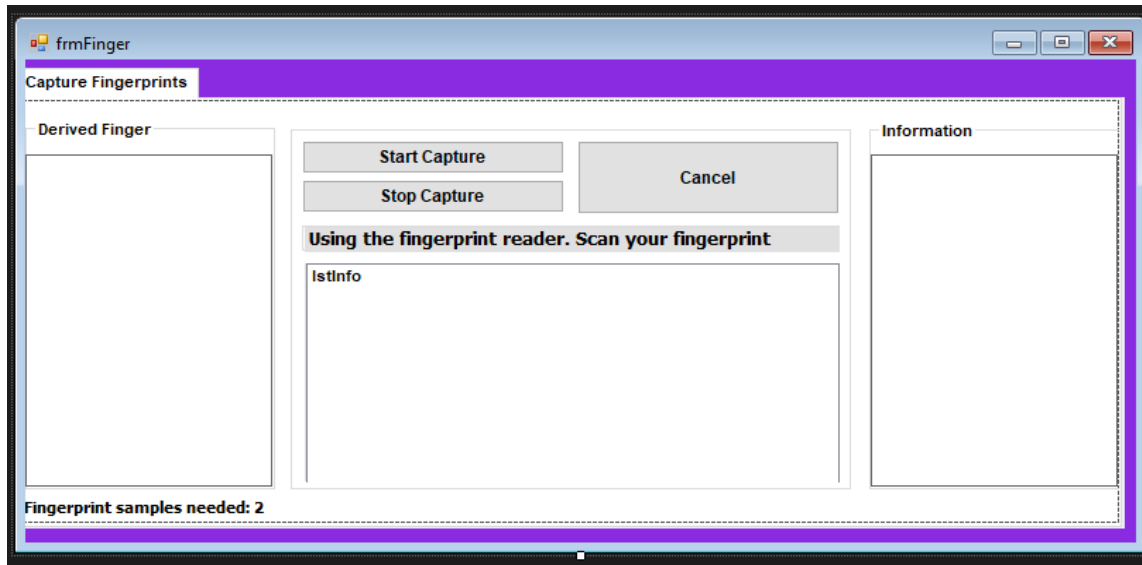 frmFinger
Capture Fingerprints
Derived Finger
Start Capture
Stop Capture
Cancel
Using the fingerprint reader. Scan your fingerprint
lstInfo
Information
Fingerprint samples needed: 2